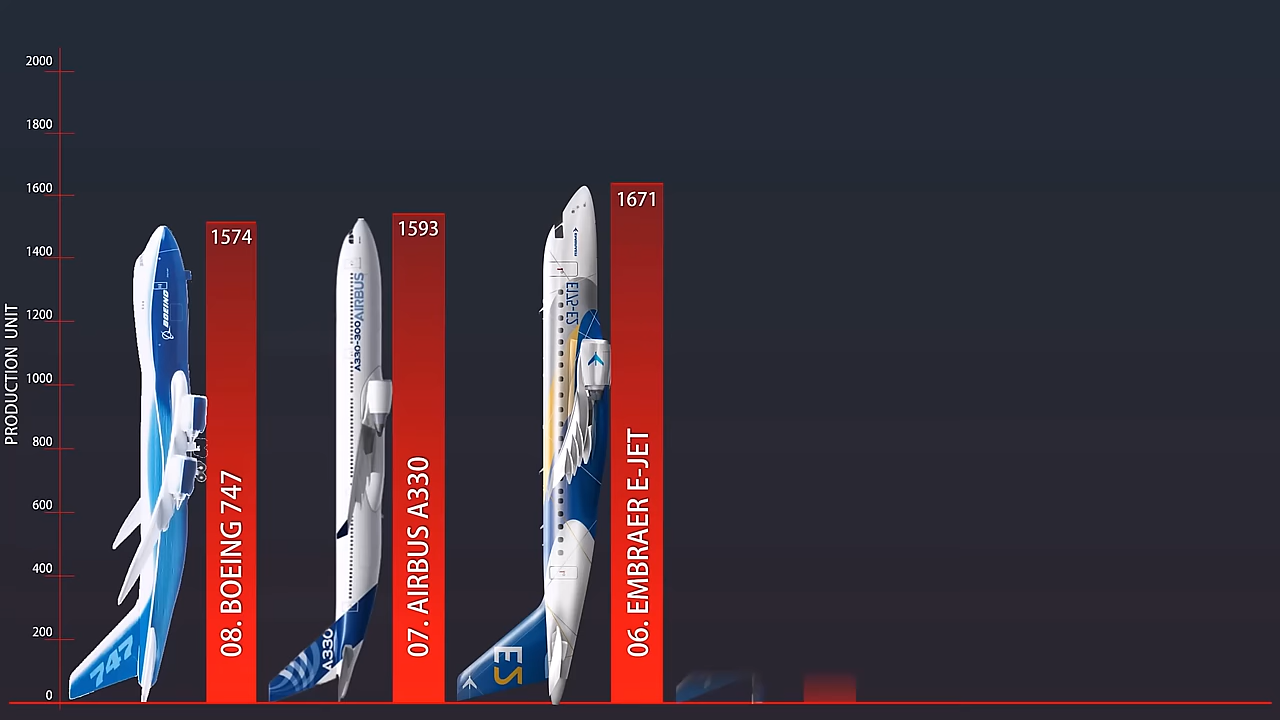 2000
1800
1600
1400
1200
1000
800
600
400
200
0
PRODUCTION UNIT
1574
08. BOEING 747
BOEING
747
1593
07. AIRBUS A330
A330-300 AIRBUS
A330
1671
06. EMBRAER E-JET
E175-E2
E2